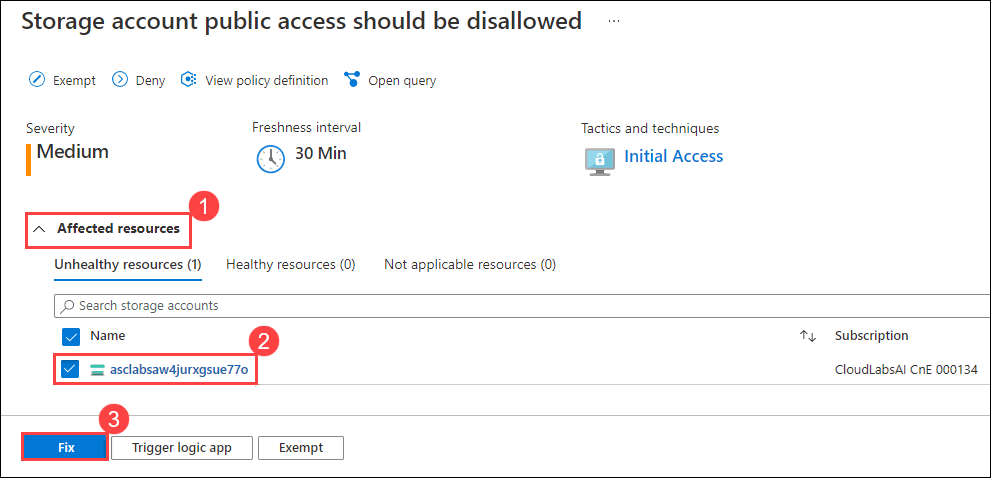 Storage account public access should be disallowed ...
Exempt Deny View policy definition Open query
Severity Freshness interval Tactics and techniques
Medium 30 Min Initial Access
1
Affected resources
Unhealthy resources (1) Healthy resources (0) Not applicable resources (0)
Search storage accounts
Name Subscription
2
asclabsaw4jurxgsue77o CloudLabsAI CnE 000134
3
Fix Trigger logic app Exempt